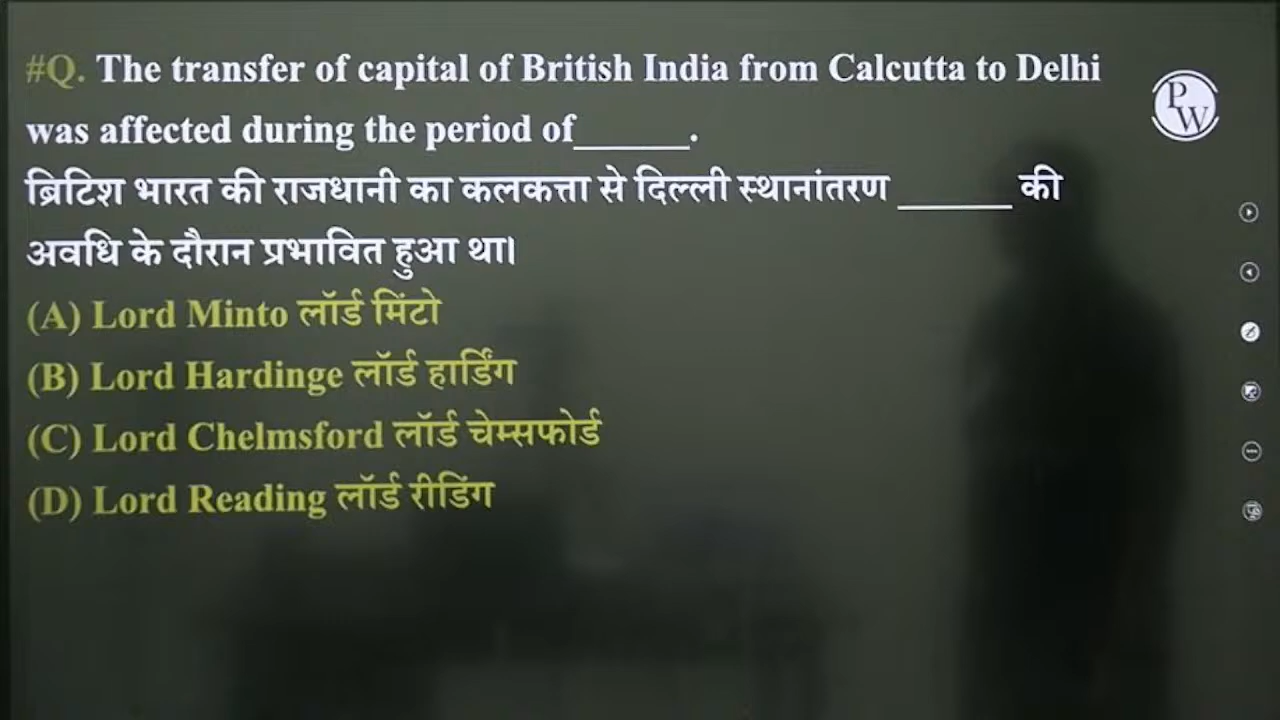 #Q. The transfer of capital of British India from Calcutta to Delhi
was affected during the period of______.
ब्रिटिश भारत की राजधानी का कलकत्ता से दिल्ली स्थानांतरण ______ की
अवधि के दौरान प्रभावित हुआ था।
(A) Lord Minto लॉर्ड मिंटो
(B) Lord Hardinge लॉर्ड हार्डिंग
(C) Lord Chelmsford लॉर्ड चेम्सफोर्ड
(D) Lord Reading लॉर्ड रीडिंग
PW